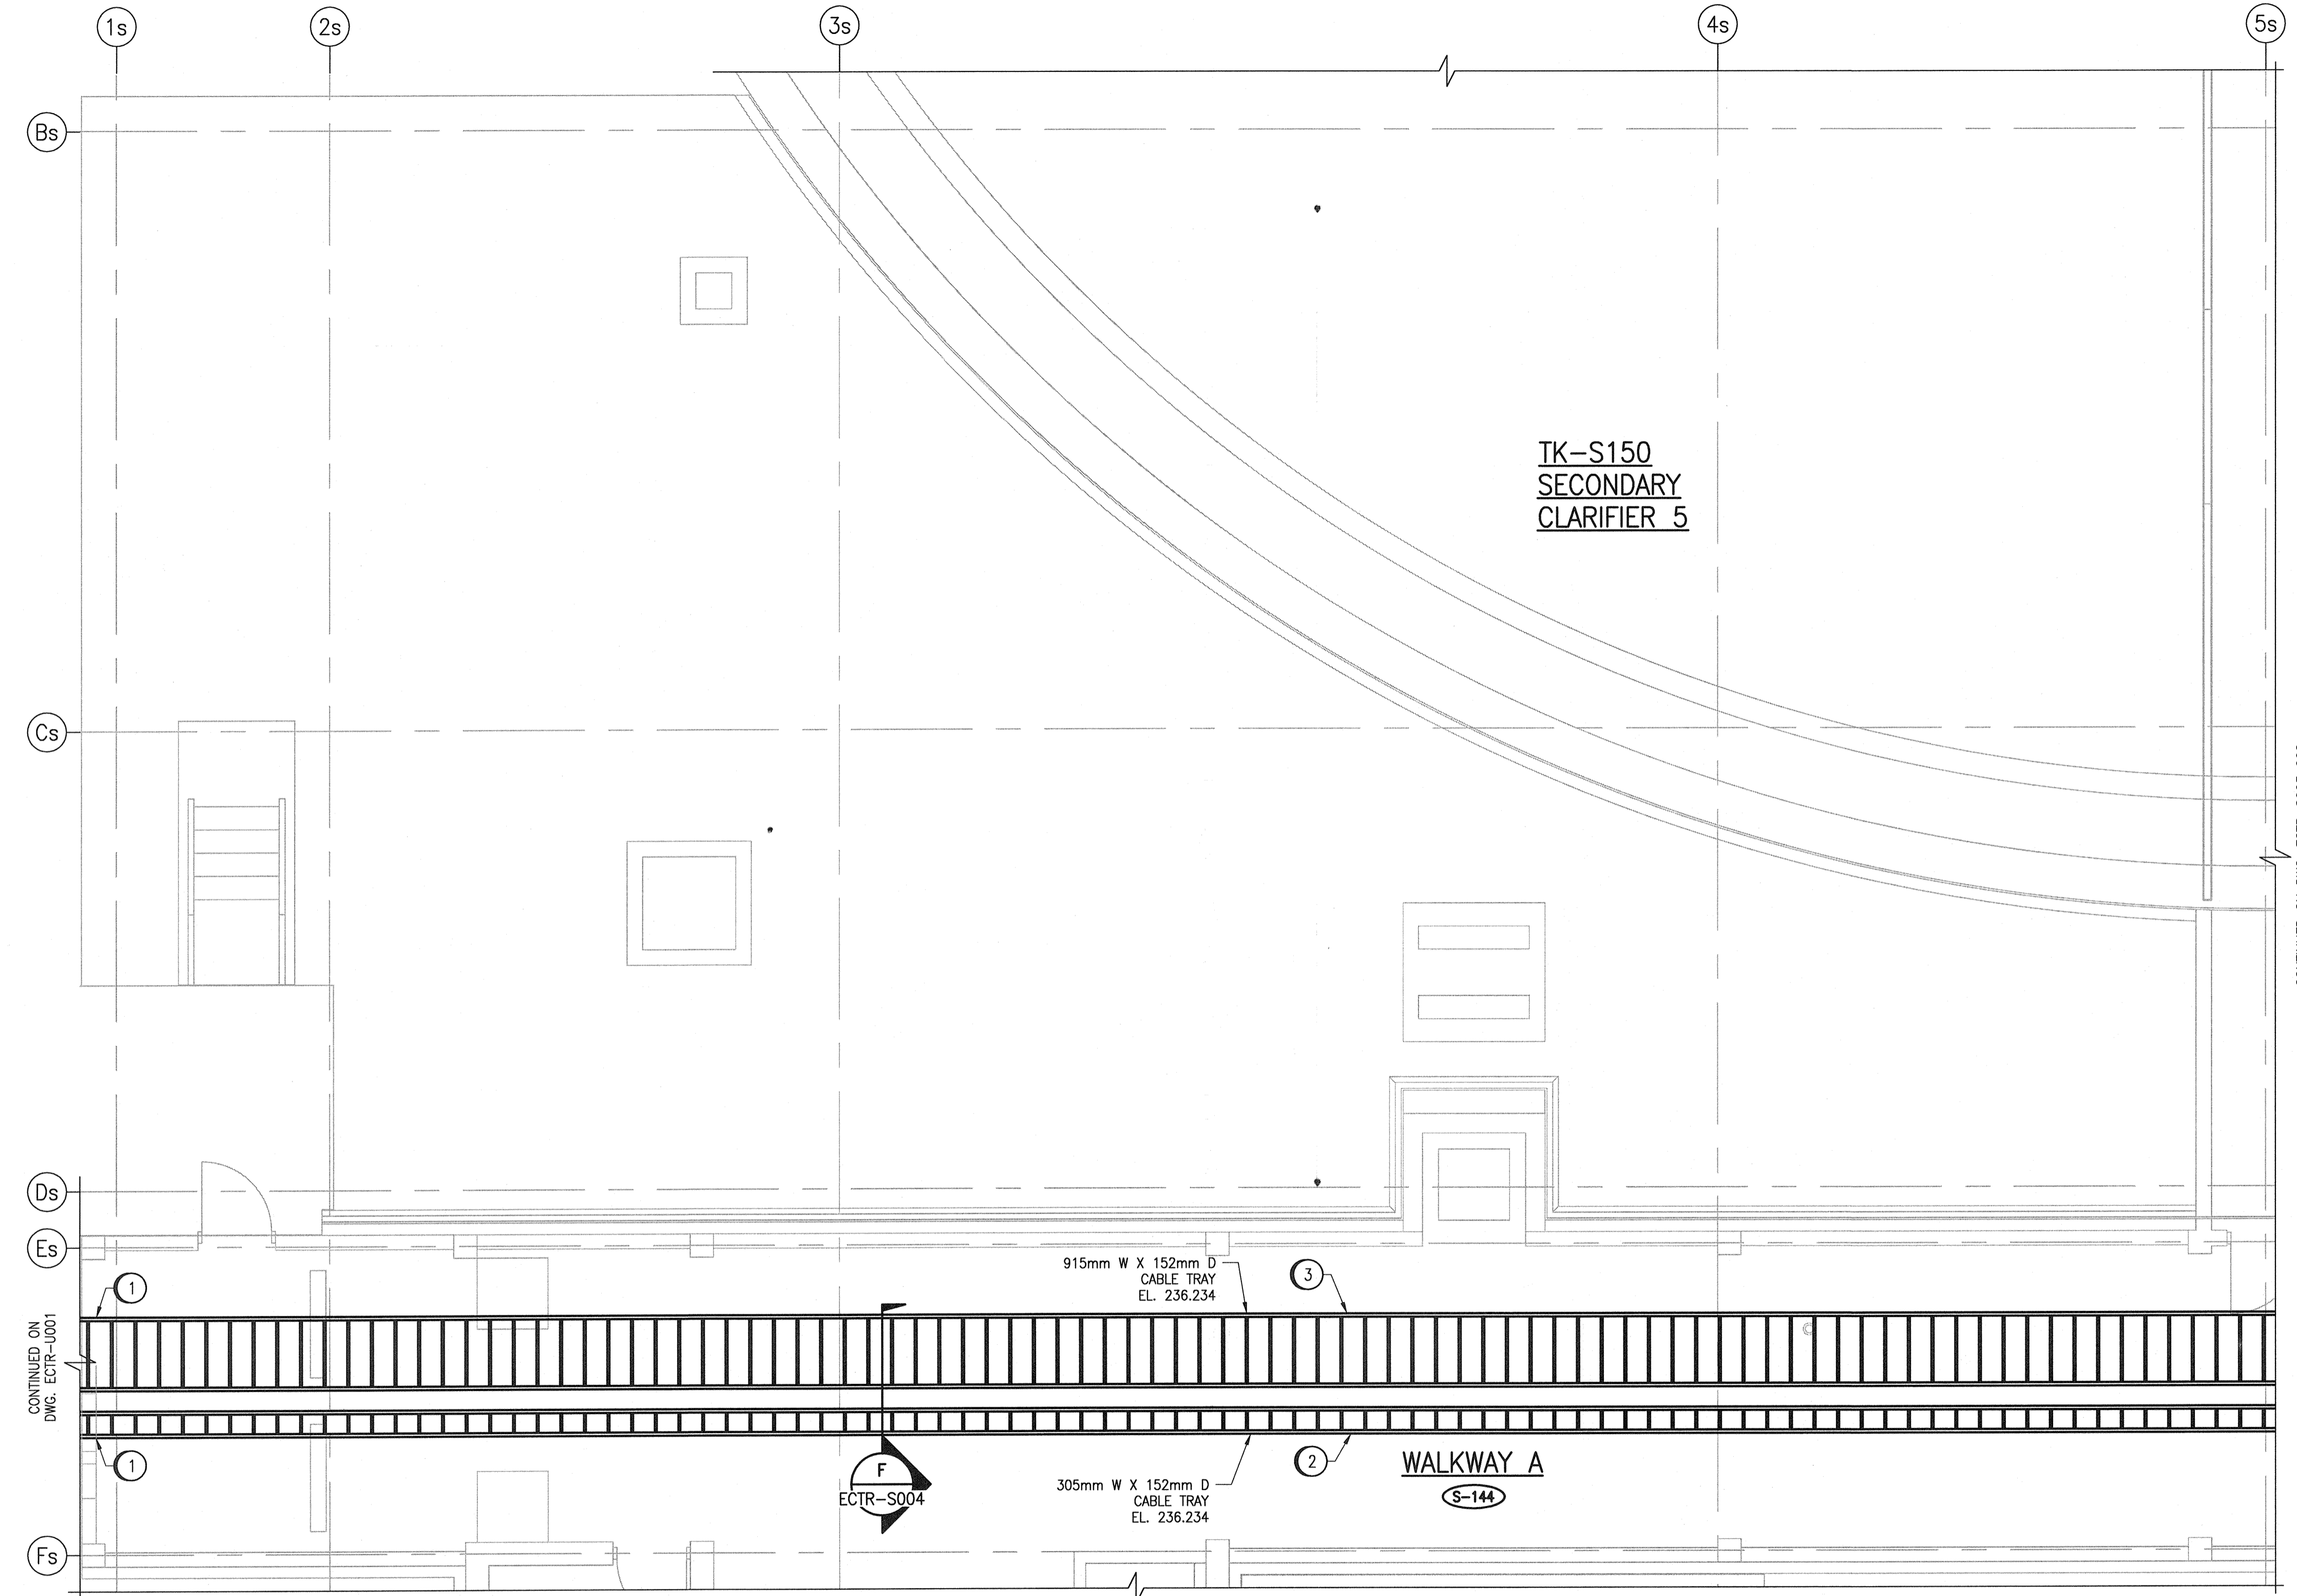 1s
2s
3s
4s
5s
Bs
TK-S150
SECONDARY
CLARIFIER 5
Cs
Ds
Es
915mm W X 152mm D
CABLE TRAY
EL. 236.234
3
1
CONTINUED ON
DWG. ECTR-U001
1
F
ECTR-S004
305mm W X 152mm D
CABLE TRAY
EL. 236.234
2
WALKWAY A
S-144
Fs